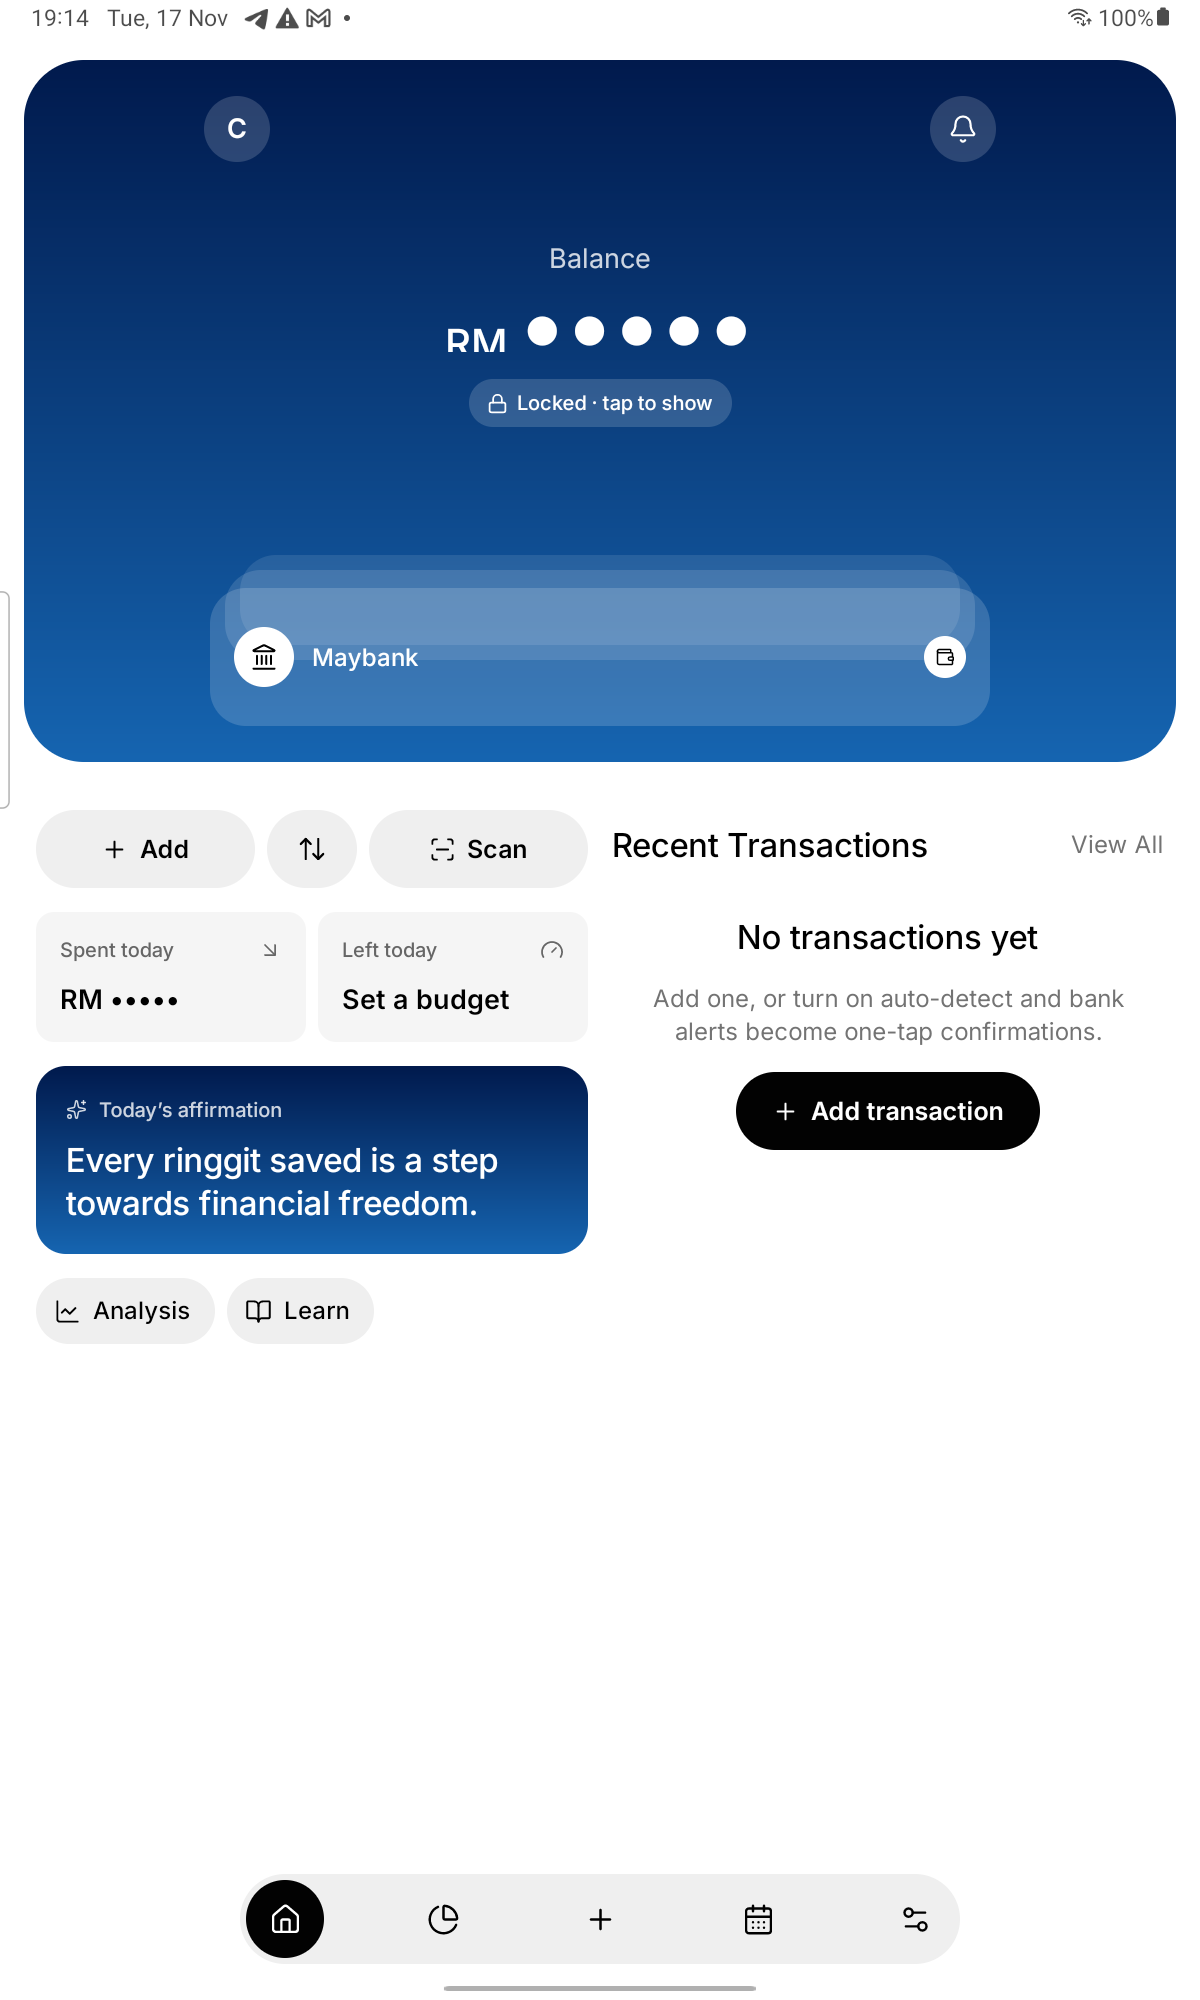 19:14 Tue, 17 Nov
100%
C
Balance
RM ●●●●●
Locked · tap to show
Maybank
Add
Scan
Spent today
RM •••••
Left today
Set a budget
Today’s affirmation
Every ringgit saved is a step
towards financial freedom.
Analysis
Learn
Recent Transactions
View All
No transactions yet
Add one, or turn on auto-detect and bank
alerts become one-tap confirmations.
Add transaction